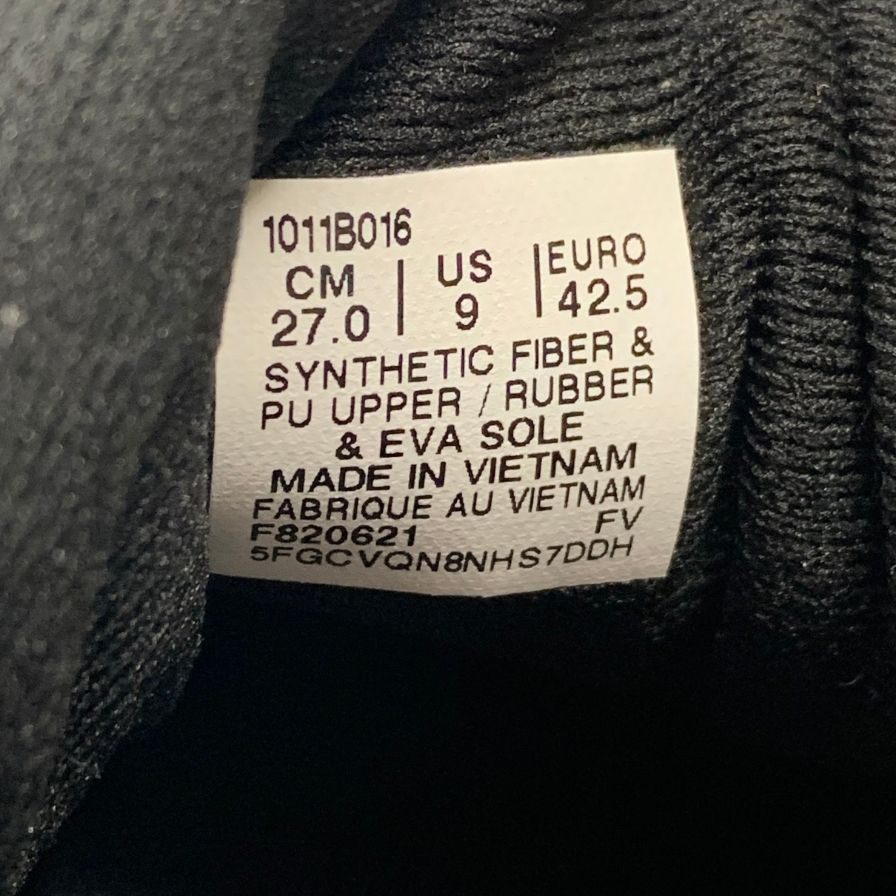 1011B016
CM | US | EURO
27.0 | 9 | 42.5
SYNTHETIC FIBER &
PU UPPER / RUBBER
& EVA SOLE
MADE IN VIETNAM
FABRIQUE AU VIETNAM
F820621 FV
5FGCVQN8NHS7DDH